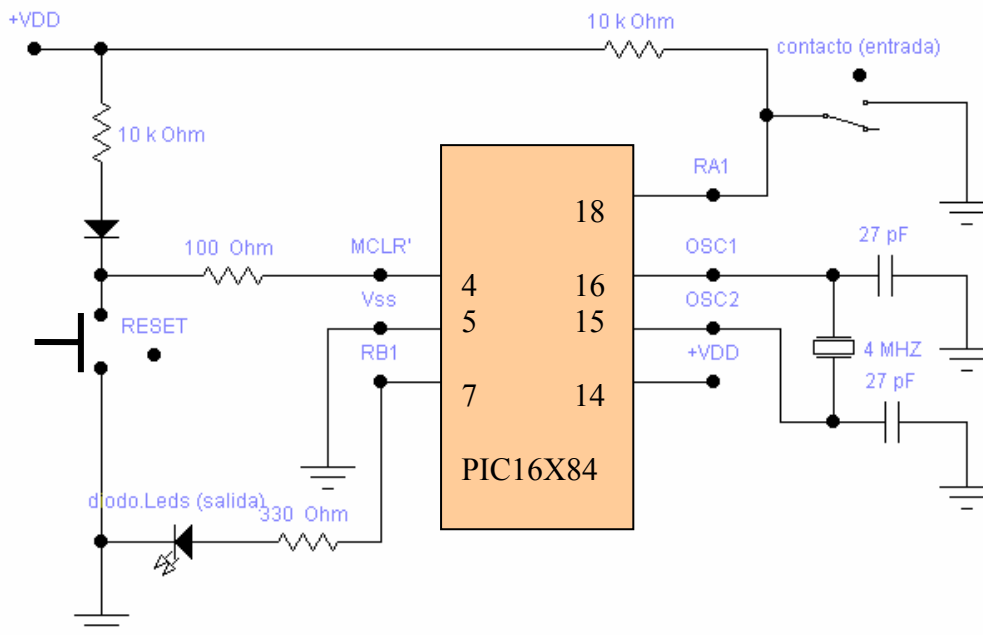 +VDD
10 k Ohm
contacto (entrada)
10 k Ohm
RA1
18
100 Ohm
MCLR'
OSC1
27 pF
4
16
Vss
OSC2
RESET
5
15
RB1
+VDD
4 MHZ
27 pF
7
14
PIC16X84
diodo.Leds (salida)
330 Ohm